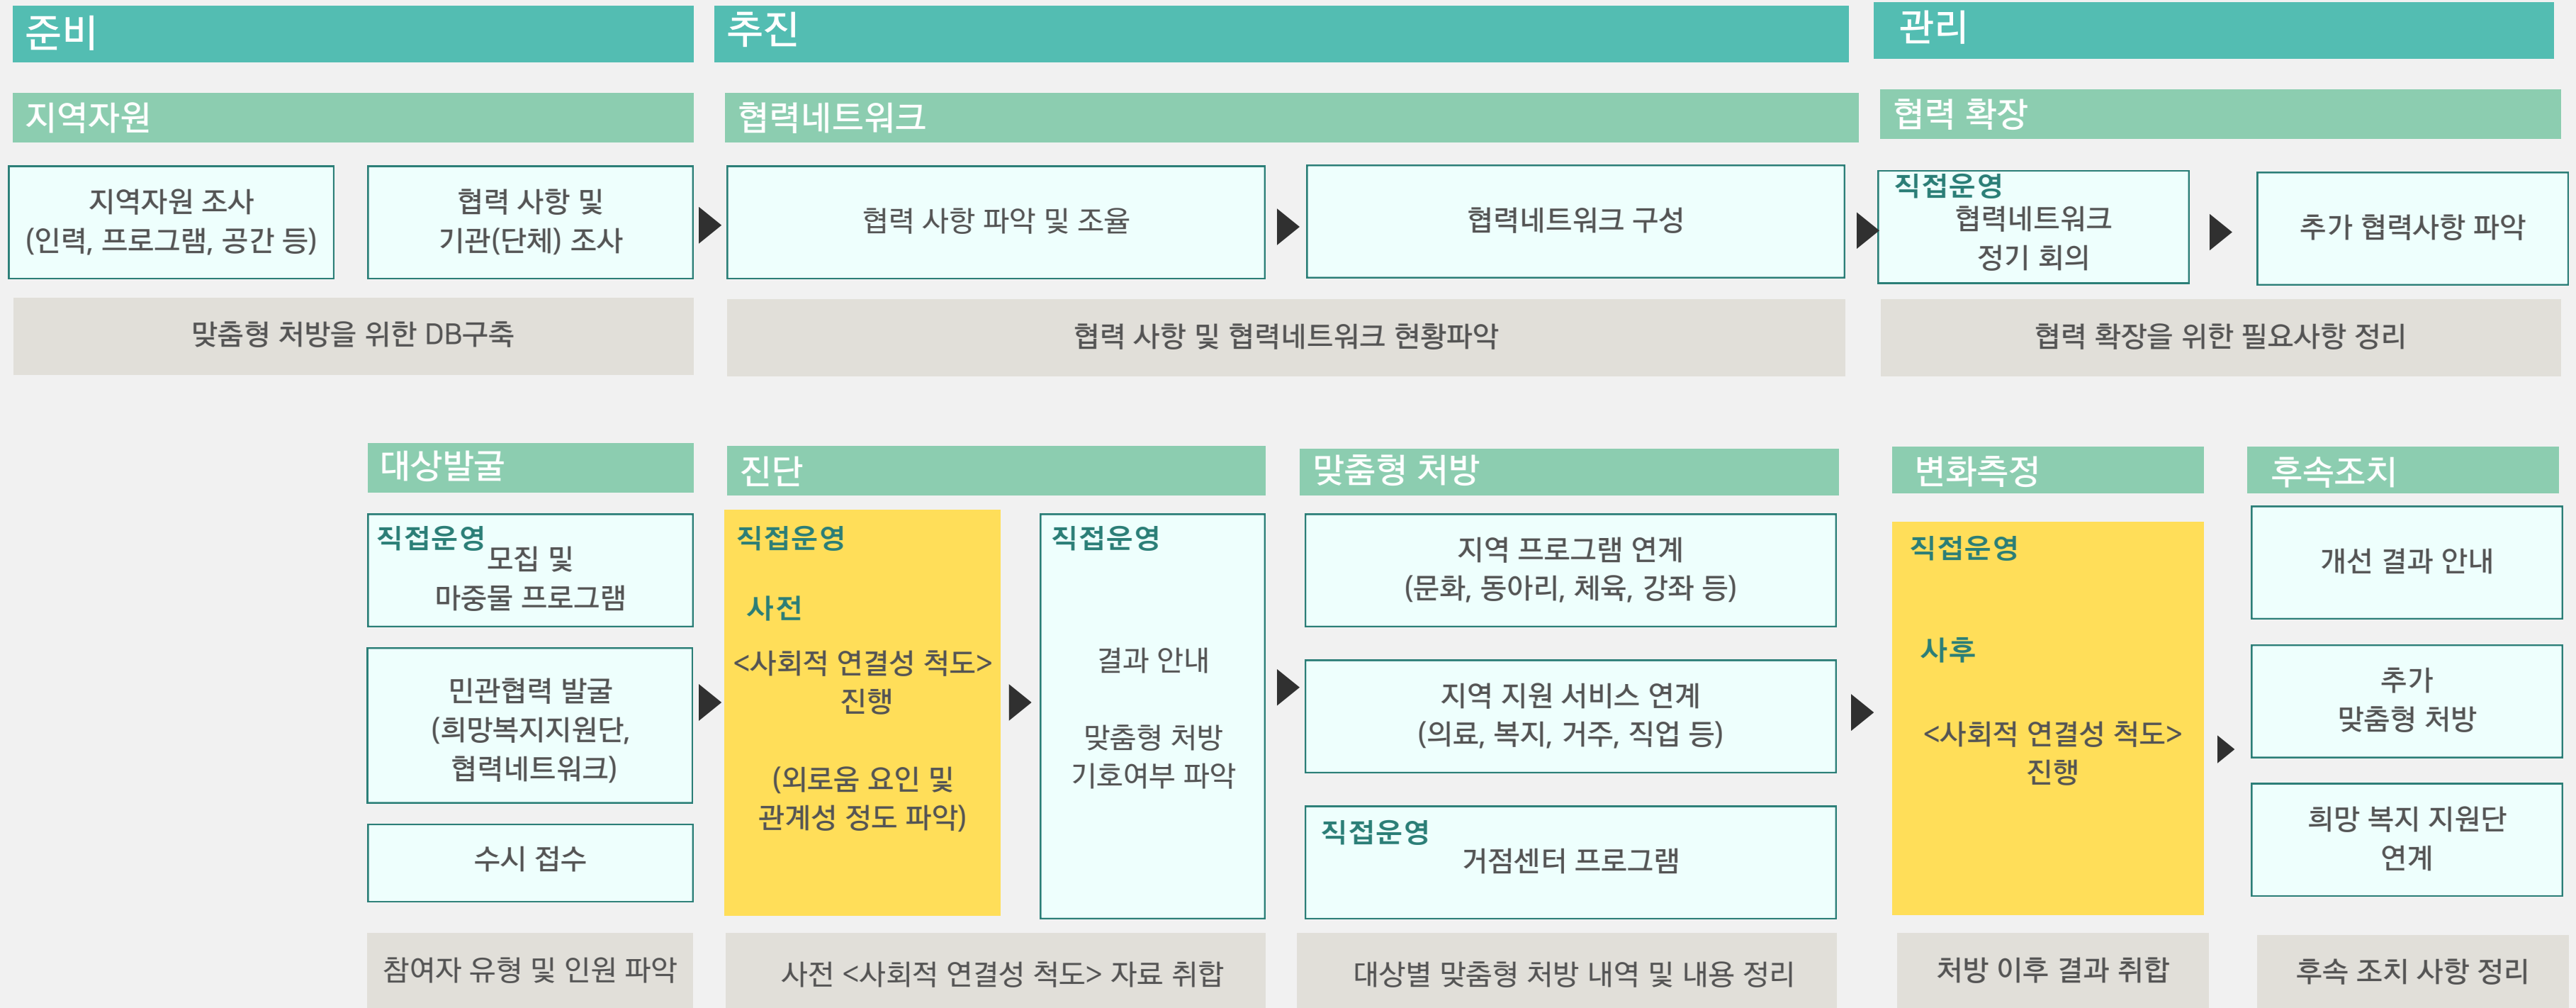 준비
추진
관리
지역자원
협력네트워크
협력 확장
지역자원 조사
(인력, 프로그램, 공간 등)
협력 사항 및
기관(단체) 조사
협력 사항 파악 및 조율
협력네트워크 구성
직접운영
협력네트워크
정기 회의
추가 협력사항 파악
맞춤형 처방을 위한 DB구축
협력 사항 및 협력네트워크 현황파악
협력 확장을 위한 필요사항 정리
대상발굴
진단
맞춤형 처방
변화측정
후속조치
직접운영
모집 및
마중물 프로그램
민관협력 발굴
(희망복지지원단,
협력네트워크)
수시 접수
직접운영
사전
<사회적 연결성 척도>
진행
(외로움 요인 및
관계성 정도 파악)
직접운영
결과 안내
맞춤형 처방
기호여부 파악
지역 프로그램 연계
(문화, 동아리, 체육, 강좌 등)
지역 지원 서비스 연계
(의료, 복지, 거주, 직업 등)
직접운영
거점센터 프로그램
직접운영
사후
<사회적 연결성 척도>
진행
개선 결과 안내
추가
맞춤형 처방
희망 복지 지원단
연계
참여자 유형 및 인원 파악
사전 <사회적 연결성 척도> 자료 취합
대상별 맞춤형 처방 내역 및 내용 정리
처방 이후 결과 취합
후속 조치 사항 정리